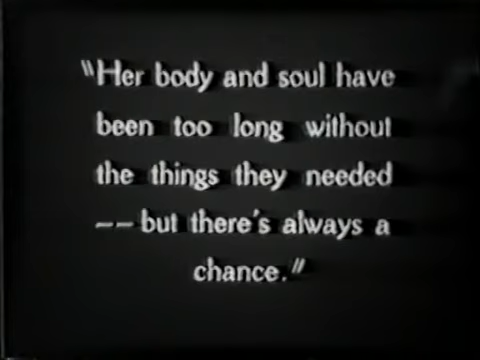 "Her body and soul have
been too long without
the things they needed
-- but there's always a
chance."